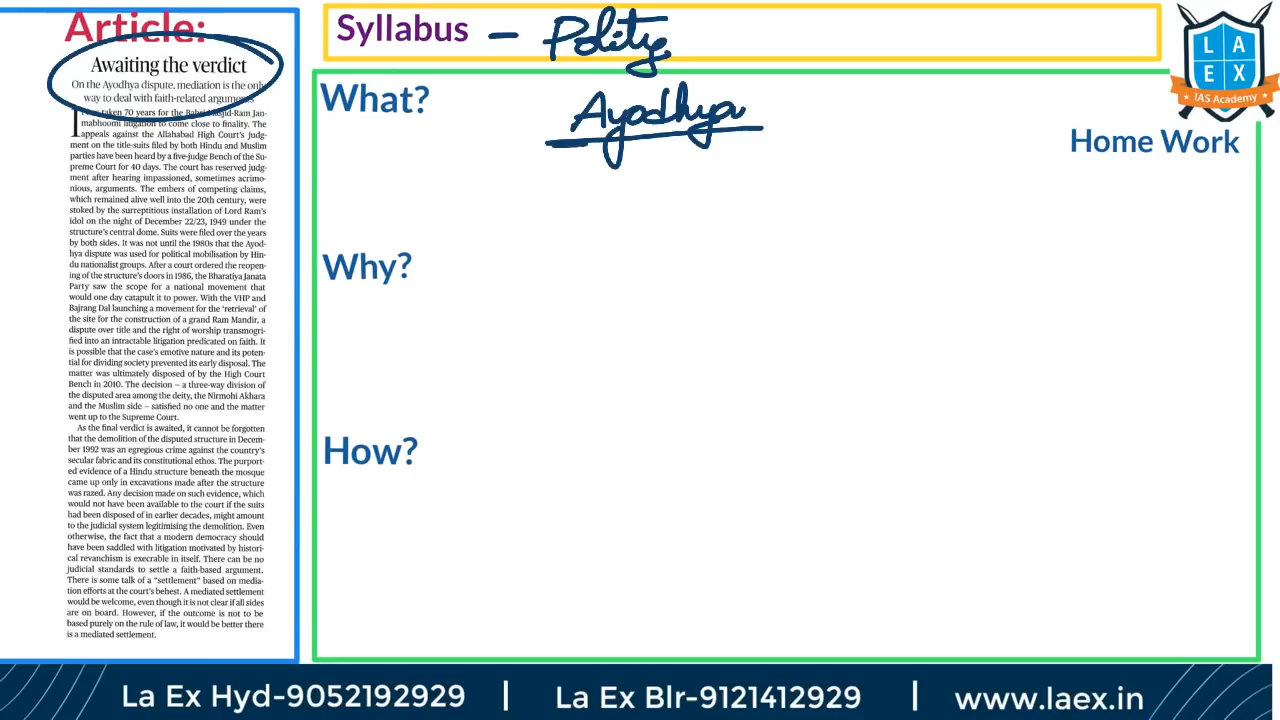 Article:
Awaiting the verdict
On the Ayodhya dispute, mediation is the only
way to deal with faith-related arguments
It has taken 70 years for the Babri Masjid-Ram Jan-
mabhoomi litigation to come close to finality. The
appeals against the Allahabad High Court's judg-
ment on the title-suits filed by both Hindu and Muslim
parties have been heard by a five-judge Bench of the Su-
preme Court for 40 days. The court has reserved judg-
ment after hearing impassioned, sometimes acrimo-
nious, arguments. The embers of competing claims,
which remained alive well into the 20th century, were
stoked by the surreptitious installation of Lord Ram's
idol on the night of December 22/23, 1949 under the
structure's central dome. Suits were filed over the years
by both sides. It was not until the 1980s that the Ayod-
hya dispute was used for political mobilisation by Hin-
du nationalist groups. After a court ordered the reopen-
ing of the structure's doors in 1986, the Bharatiya Janata
Party saw the scope for a national movement that
would one day catapult it to power. With the VHP and
Bajrang Dal launching a movement for the 'retrieval' of
the site for the construction of a grand Ram Mandir, a
dispute over title and the right of worship transmogri-
fied into an intractable litigation predicated on faith. It
is possible that the case's emotive nature and its poten-
tial for dividing society prevented its early disposal. The
matter was ultimately disposed of by the High Court
Bench in 2010. The decision – a three-way division of
the disputed area among the deity, the Nirmohi Akhara
and the Muslim side – satisfied no one and the matter
went up to the Supreme Court.
As the final verdict is awaited, it cannot be forgotten
that the demolition of the disputed structure in Decem-
ber 1992 was an egregious crime against the country's
secular fabric and its constitutional ethos. The purport-
ed evidence of a Hindu structure beneath the mosque
came up only in excavations made after the structure
was razed. Any decision made on such evidence, which
would not have been available to the court if the suits
had been disposed of in earlier decades, might amount
to the judicial system legitimising the demolition. Even
otherwise, the fact that a modern democracy should
have been saddled with litigation motivated by histori-
cal revanchism is execrable in itself. There can be no
judicial standards to settle a faith-based argument.
There is some talk of a "settlement" based on media-
tion efforts at the court's behest. A mediated settlement
would be welcome, even though it is not clear if all sides
are on board. However, if the outcome is not to be
based purely on the rule of law, it would be better there
is a mediated settlement.
Syllabus – Polity
What?
Ayodhya
Home Work
Why?
How?
L A
E X
IAS Academy
La Ex Hyd-9052192929 | La Ex Blr-9121412929 | www.laex.in